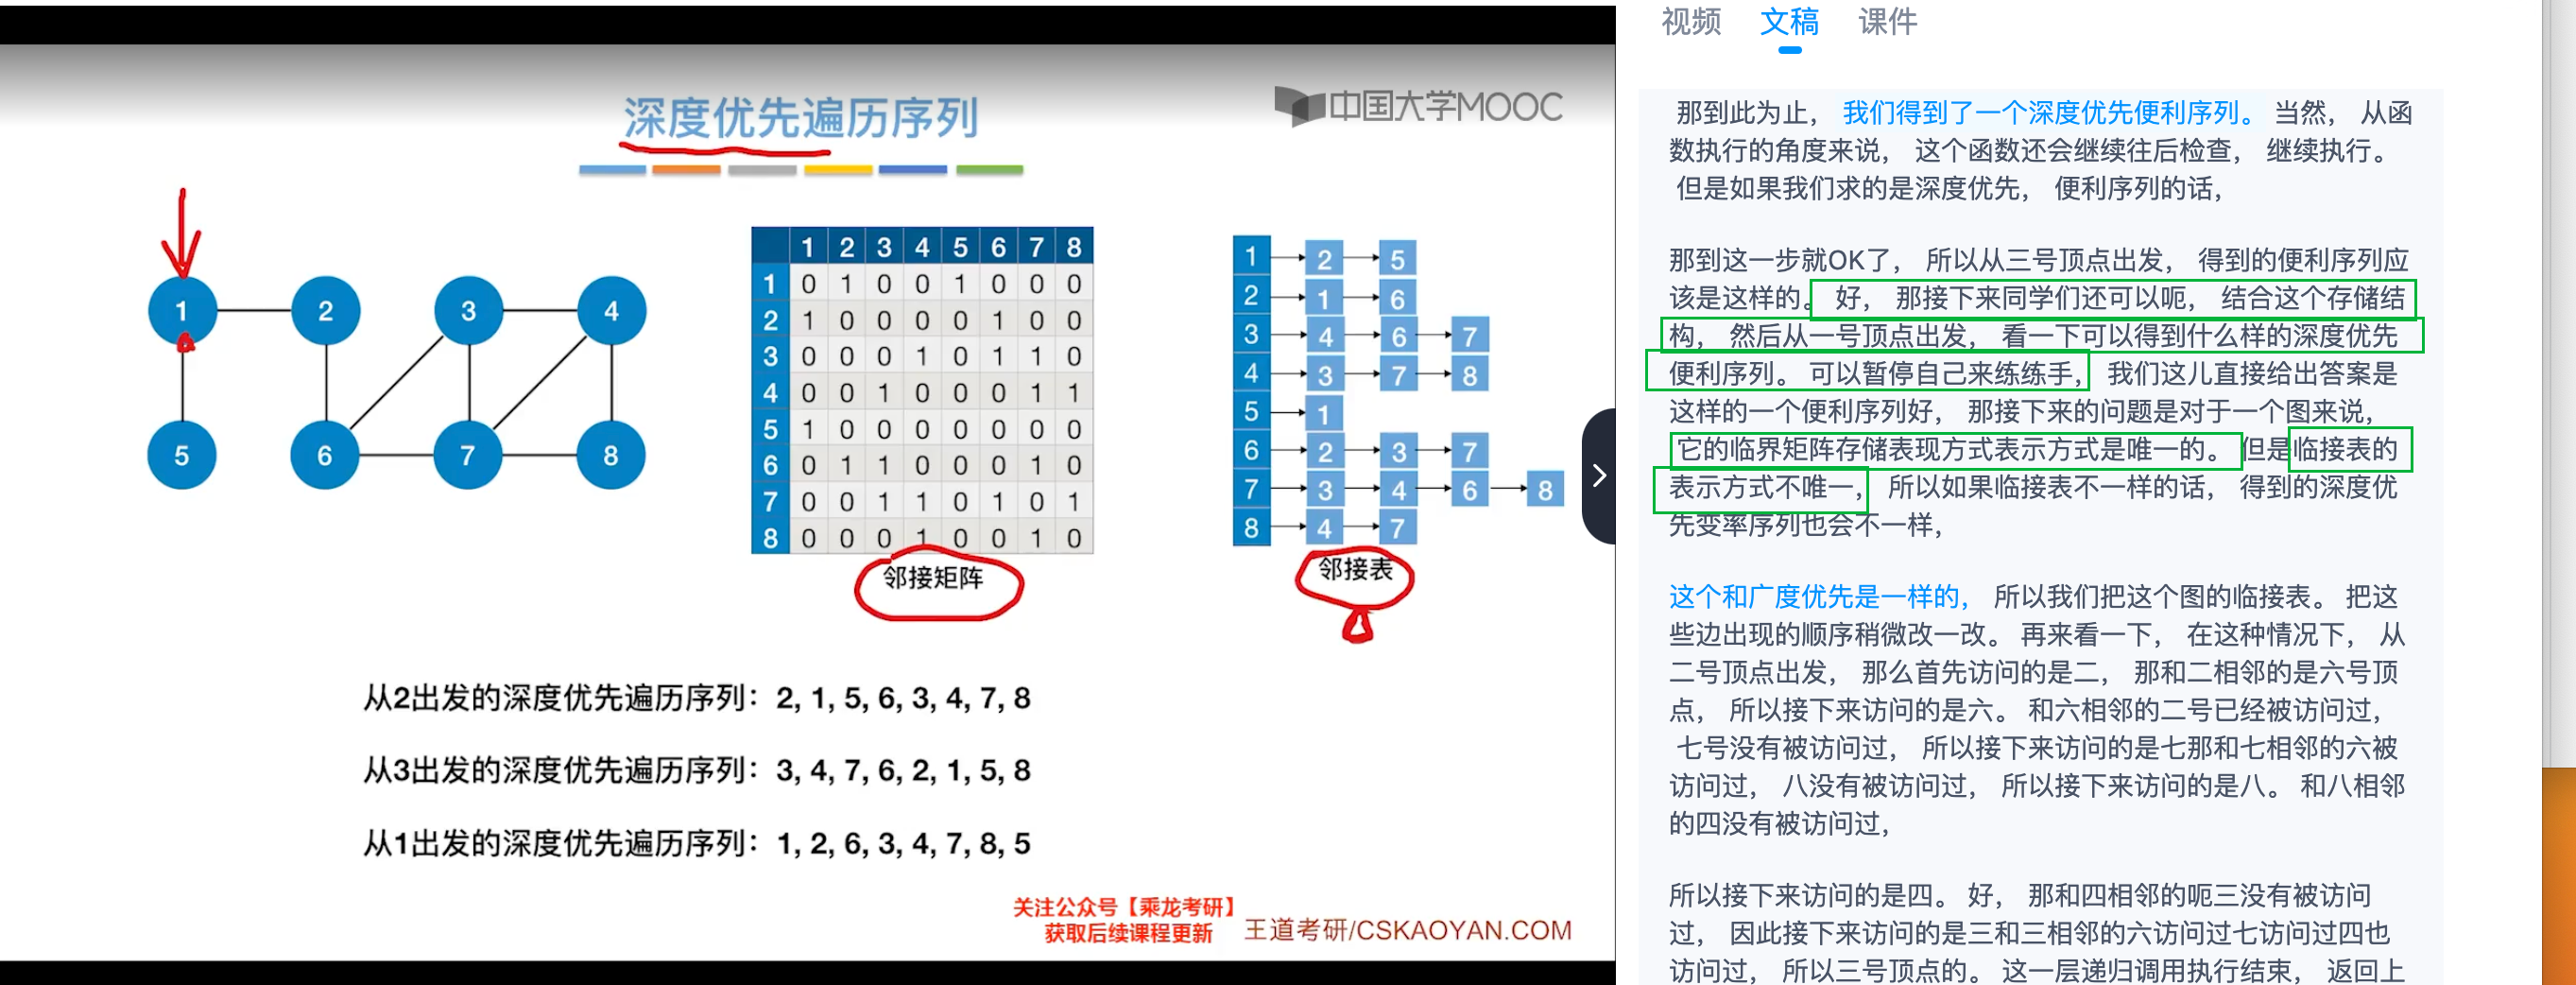 深度优先遍历序列
中国大学MOOC
1
2
3
4
5
6
7
8
1 2 3 4 5 6 7 8
1 0 1 0 0 1 0 0 0
2 1 0 0 0 0 1 0 0
3 0 0 0 1 0 1 1 0
4 0 0 1 0 0 0 1 1
5 1 0 0 0 0 0 0 0
6 0 1 1 0 0 0 1 0
7 0 0 1 1 0 1 0 1
8 0 0 0 1 0 0 1 0
邻接矩阵
1 2 5
2 1 6
3 4 6 7
4 3 7 8
5 1
6 2 3 7
7 3 4 6 8
8 4 7
邻接表
从2出发的深度优先遍历序列：2, 1, 5, 6, 3, 4, 7, 8
从3出发的深度优先遍历序列：3, 4, 7, 6, 2, 1, 5, 8
从1出发的深度优先遍历序列：1, 2, 6, 3, 4, 7, 8, 5
关注公众号【乘龙考研】
获取后续课程更新
王道考研/CSKAOYAN.COM
视频 文稿 课件
那到此为止， 我们得到了一个深度优先便利序列。 当然， 从函
数执行的角度来说， 这个函数还会继续往后检查， 继续执行。
但是如果我们求的是深度优先， 便利序列的话，
那到这一步就OK了， 所以从三号顶点出发， 得到的便利序列应
该是这样的。 好， 那接下来同学们还可以呃， 结合这个存储结
构， 然后从一号顶点出发， 看一下可以得到什么样的深度优先
便利序列。 可以暂停自己来练练手， 我们这儿直接给出答案是
这样的一个便利序列好， 那接下来的问题是对于一个图来说，
它的临界矩阵存储表现方式表示方式是唯一的。 但是临接表的
表示方式不唯一， 所以如果临接表不一样的话， 得到的深度优
先变率序列也会不一样，
这个和广度优先是一样的， 所以我们把这个图的临接表。 把这
些边出现的顺序稍微改一改。 再来看一下， 在这种情况下， 从
二号顶点出发， 那么首先访问的是二， 那和二相邻的是六号顶
点， 所以接下来访问的是六。 和六相邻的二号已经被访问过，
七号没有被访问过， 所以接下来访问的是七那和七相邻的六被
访问过， 八没有被访问过， 所以接下来访问的是八。 和八相邻
的四没有被访问过，
所以接下来访问的是四。 好， 那和四相邻的呃三没有被访问
过， 因此接下来访问的是三和三相邻的六访问过七访问过四也
访问过， 所以三号顶点的。 这一层递归调用执行结束， 返回上